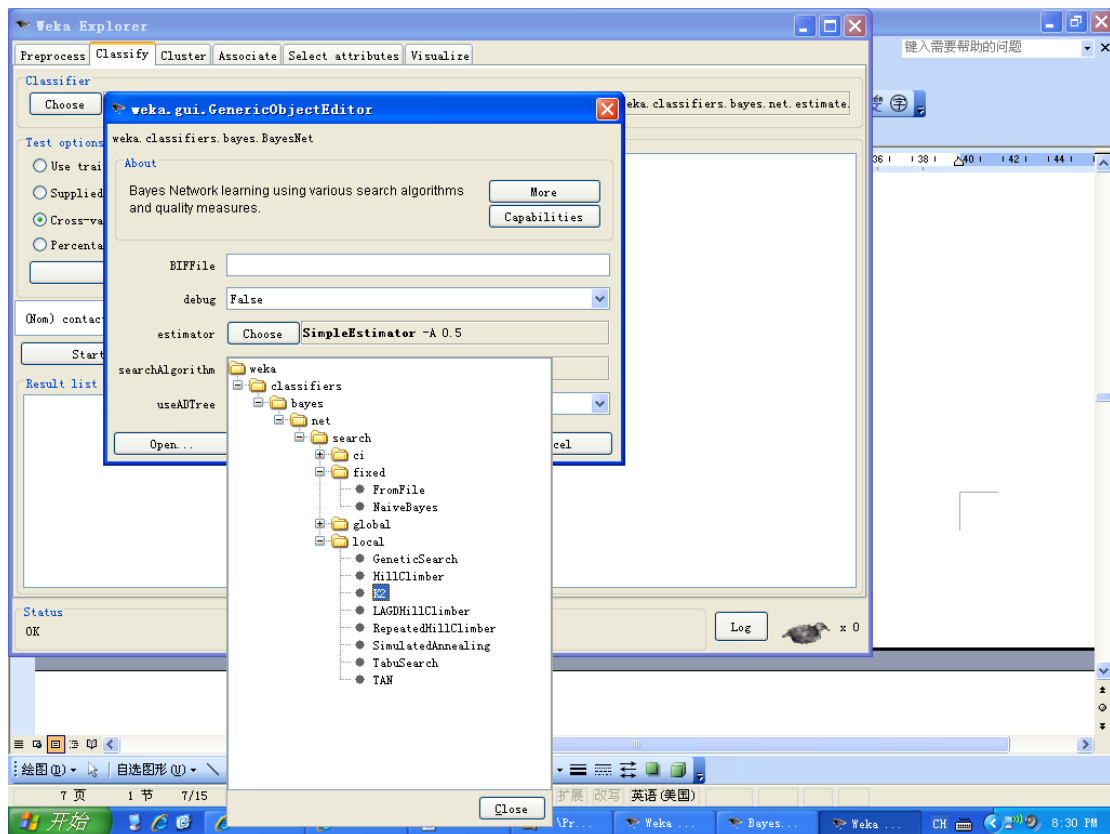 Weka Explorer
键入需要帮助的问题
Preprocess Classify Cluster Associate Select attributes Visualize
Classifier
Choose
eka.classifiers.bayes.net.estimate.
weka.gui.GenericObjectEditor
weka.classifiers.bayes.BayesNet
Test options
About
Use trai
Bayes Network learning using various search algorithms
and quality measures.
More
Capabilities
Supplied
Cross-va
Percenta
36 38 40 42 44
BIFFile
debug False
(Nom) contac
estimator Choose SimpleEstimator -A 0.5
Start
searchAlgorithm
Result list
useADTree
Open...
cel
weka
classifiers
bayes
net
search
ci
fixed
FromFile
NaiveBayes
global
local
GeneticSearch
HillClimber
K2
LAGDHillClimber
RepeatedHillClimber
SimulatedAnnealing
TabuSearch
TAN
Close
Status
OK
Log
x 0
绘图(D) 自选图形(U)
7 页 1 节 7/15
扩展 改写 英语(美国)
开始
\Pr... Weka ... Bayes... Weka ... CH 8:30 PM